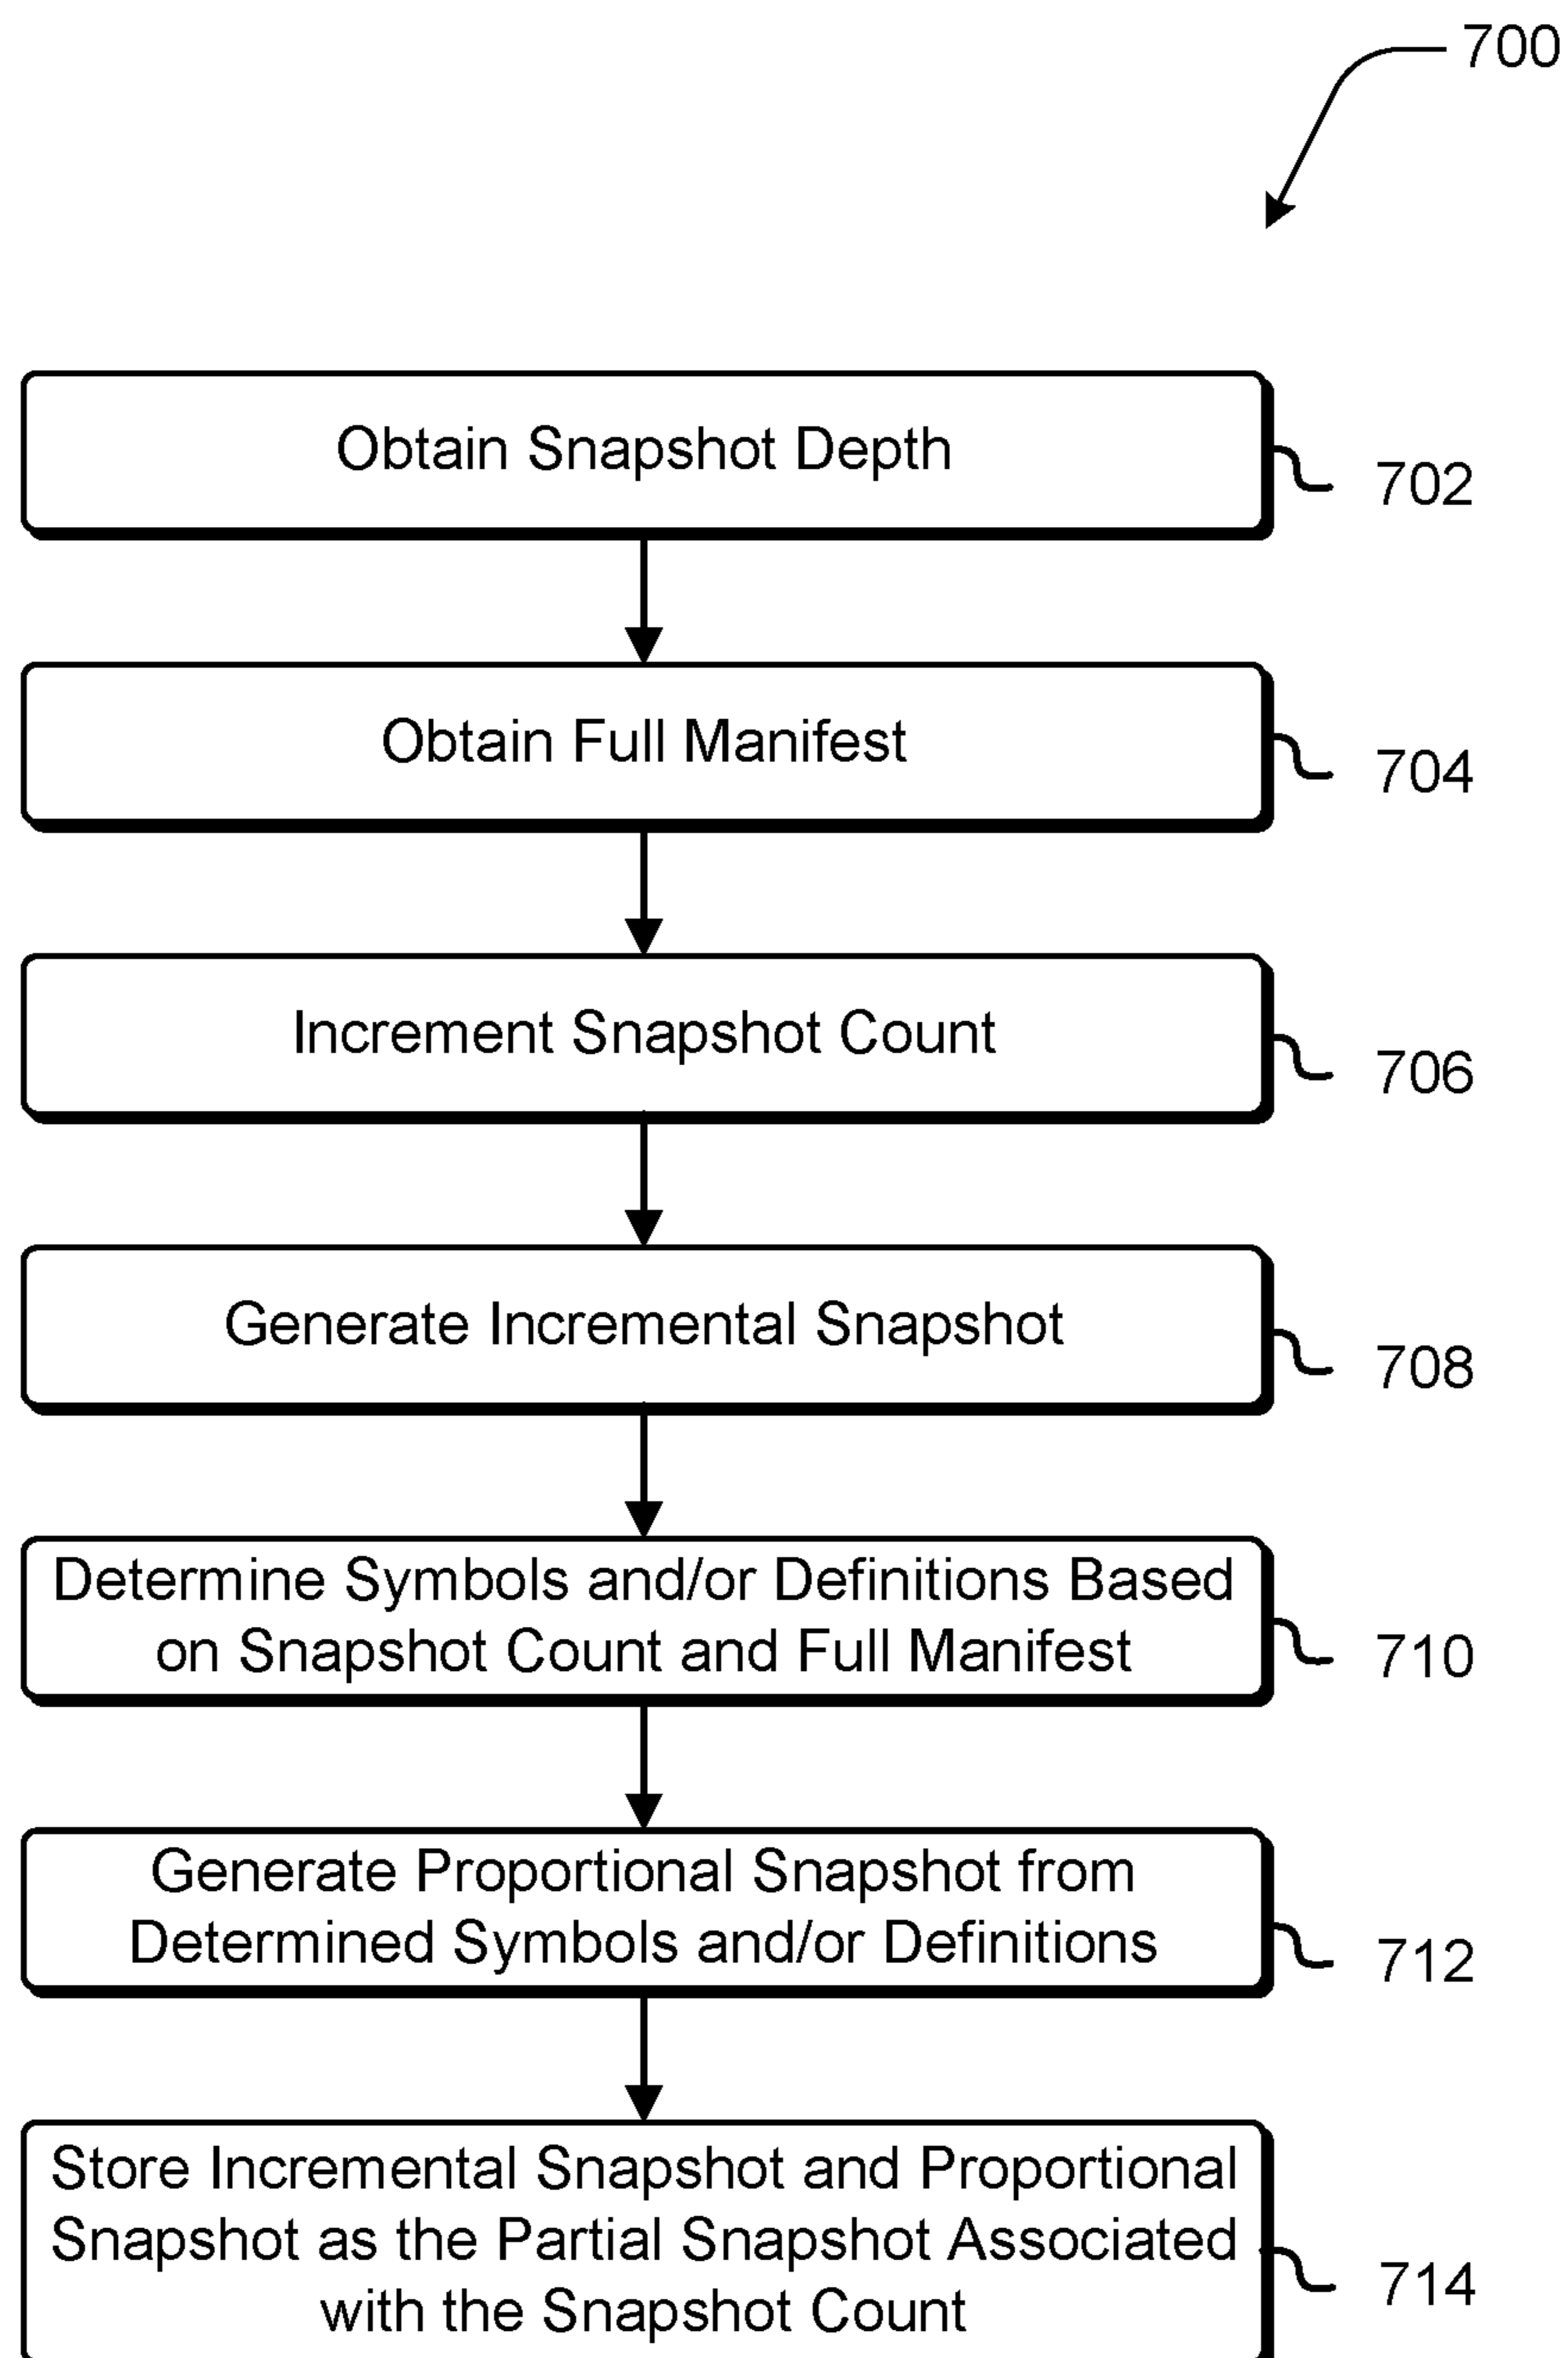 700
Obtain Snapshot Depth
702
Obtain Full Manifest
704
Increment Snapshot Count
706
Generate Incremental Snapshot
708
Determine Symbols and/or Definitions Based
on Snapshot Count and Full Manifest
710
Generate Proportional Snapshot from
Determined Symbols and/or Definitions
712
Store Incremental Snapshot and Proportional
Snapshot as the Partial Snapshot Associated
with the Snapshot Count
714